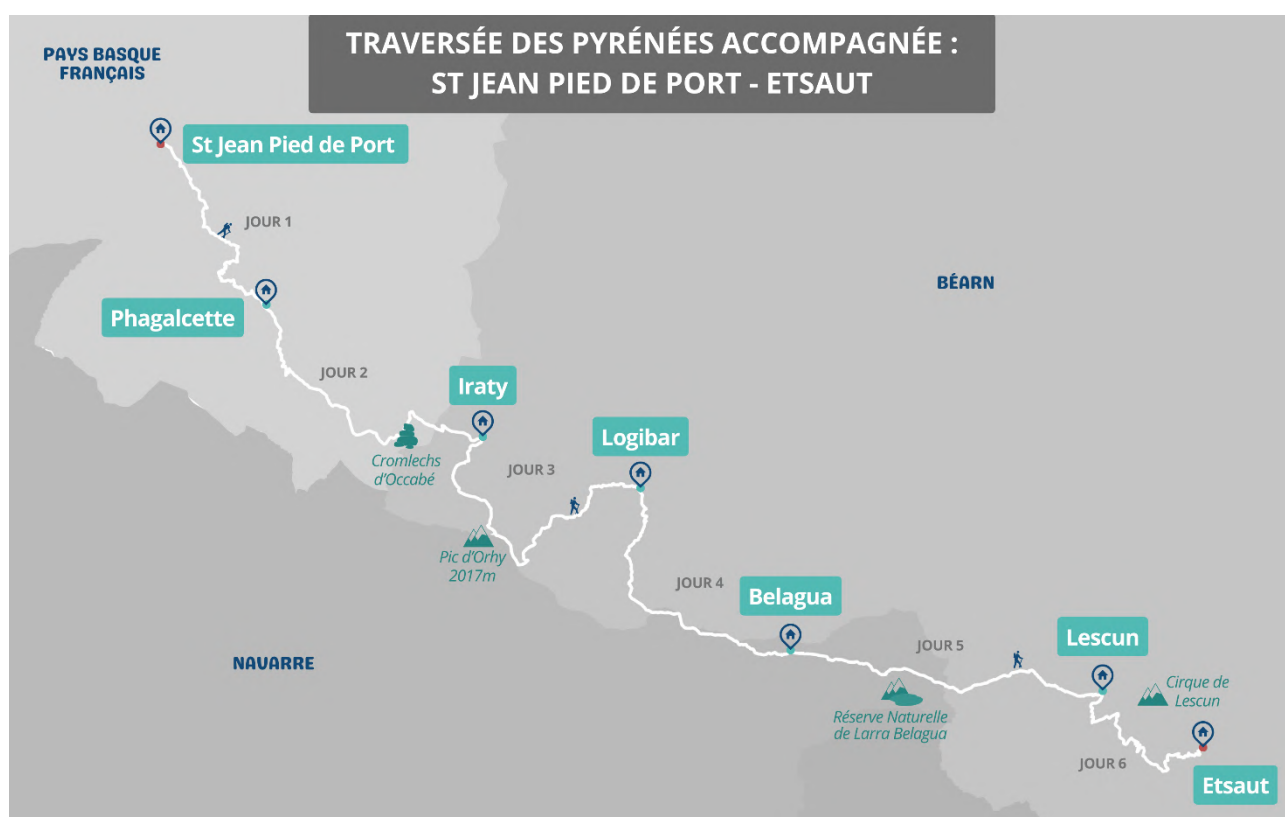 TRAVERSÉE DES PYRÉNÉES ACCOMPAGNÉE :
ST JEAN PIED DE PORT - ETSAUT
PAYS BASQUE
FRANÇAIS
St Jean Pied de Port
JOUR 1
BÉARN
Phagalcette
JOUR 2
Iraty
Logibar
Cromlechs
d'Occabé
JOUR 3
Pic d'Orhy
2017m
JOUR 4
Belagua
JOUR 5
Lescun
NAVARRE
Cirque de
Lescun
Réserve Naturelle
de Larra Belagua
JOUR 6
Etsaut